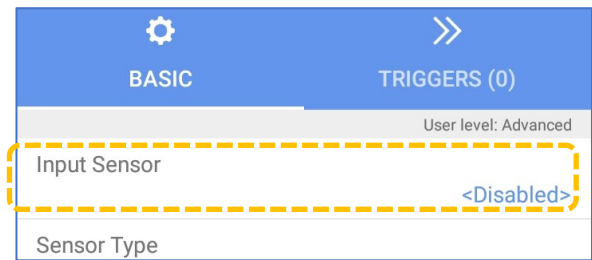 BASIC
TRIGGERS (0)
User level: Advanced
Input Sensor
<Disabled>
Sensor Type